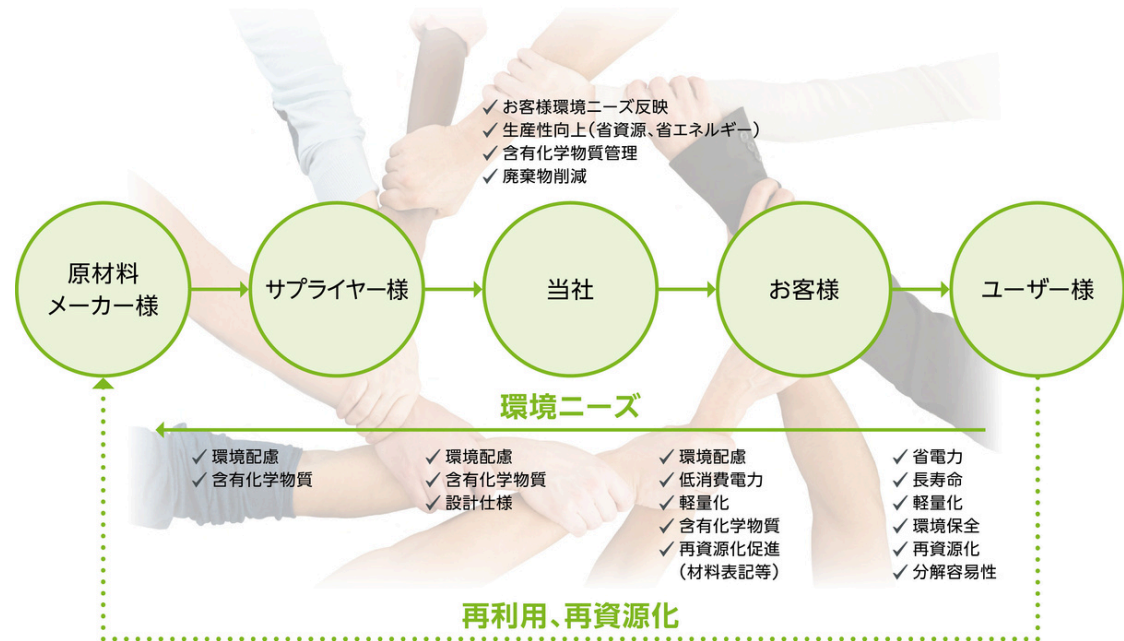 ✓ お客様環境ニーズ反映
✓ 生産性向上(省資源、省エネルギー)
✓ 含有化学物質管理
✓ 廃棄物削減
原材料
メーカー様
サプライヤー様
当社
お客様
ユーザー様
環境ニーズ
✓ 環境配慮
✓ 含有化学物質
✓ 環境配慮
✓ 含有化学物質
✓ 設計仕様
✓ 環境配慮
✓ 低消費電力
✓ 軽量化
✓ 含有化学物質
✓ 再資源化促進
(材料表記等)
✓ 省電力
✓ 長寿命
✓ 軽量化
✓ 環境保全
✓ 再資源化
✓ 分解容易性
再利用、再資源化